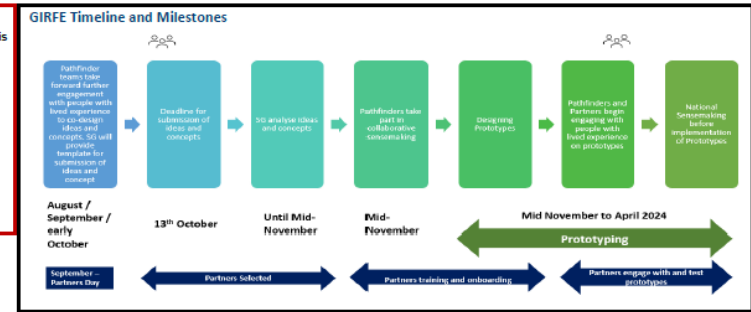 is
GIRFE Timeline and Milestones
Pathfinder
teams take
forward further
engagement
with people with
lived experience
to co-design
ideas and
concepts. SG will
provide
template for
submission of
ideas and
concept
Deadline for
submission of
ideas and
concepts
SG analyse ideas
and concepts
Pathfinders take
part in
collaborative
sensemaking
Designing
Prototypes
Pathfinders and
Partners begin
engaging with
people with
lived experience
on prototypes
National
Sensemaking
before
implementation
of Prototypes
August /
September /
early
October
13th October
Until Mid-
November
Mid-
November
Mid November to April 2024
Prototyping
September –
Partners Day
Partners Selected
Partners training and onboarding
Partners engage with and test
prototypes